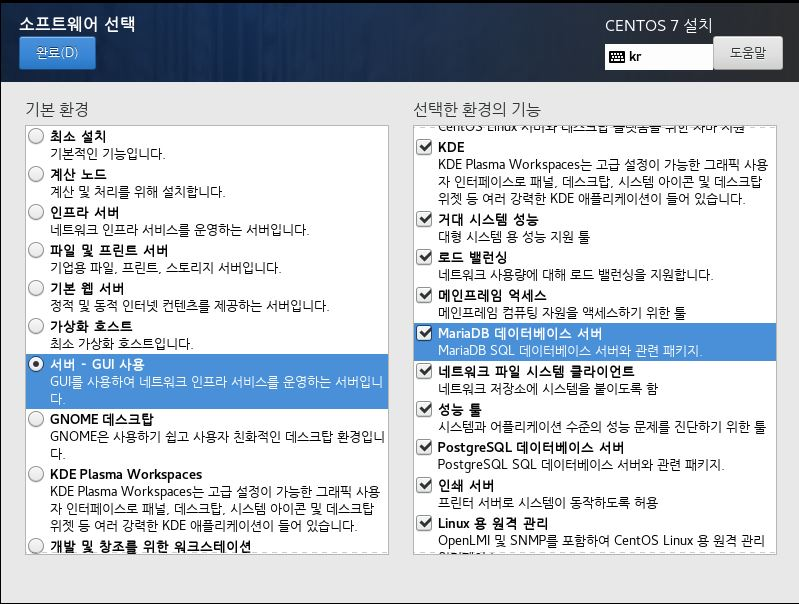 소프트웨어 선택
완료(D)
CENTOS 7 설치
kr
도움말
기본 환경
최소 설치
기본적인 기능입니다.
계산 노드
계산 및 처리를 위해 설치합니다.
인프라 서버
네트워크 인프라 서비스를 운영하는 서버입니다.
파일 및 프린트 서버
기업용 파일, 프린트, 스토리지 서버입니다.
기본 웹 서버
정적 및 동적 인터넷 컨텐츠를 제공하는 서버입니다.
가상화 호스트
최소 가상화 호스트입니다.
서버 - GUI 사용
GUI를 사용하여 네트워크 인프라 서비스를 운영하는 서버입니
다.
GNOME 데스크탑
GNOME은 사용하기 쉽고 사용자 친화적인 데스크탑 환경입니
다.
KDE Plasma Workspaces
KDE Plasma Workspaces는 고급 설정이 가능한 그래픽 사용
자 인터페이스로 패널, 데스크탑, 시스템 아이콘 및 데스크탑
위젯 등 여러 강력한 KDE 애플리케이션이 들어 있습니다.
개발 및 창조를 위한 워크스테이션
선택한 환경의 기능
CentOS Linux 서버와 데스크탑 플랫폼을 위한 자바 지원
KDE
KDE Plasma Workspaces는 고급 설정이 가능한 그래픽 사용
자 인터페이스로 패널, 데스크탑, 시스템 아이콘 및 데스크탑
위젯 등 여러 강력한 KDE 애플리케이션이 들어 있습니다.
거대 시스템 성능
대형 시스템 용 성능 지원 툴
로드 밸런싱
네트워크 사용량에 대해 로드 밸런싱을 지원합니다.
메인프레임 억세스
메인프레임 컴퓨팅 자원을 액세스하기 위한 툴
MariaDB 데이터베이스 서버
MariaDB SQL 데이터베이스 서버와 관련 패키지.
네트워크 파일 시스템 클라이언트
네트워크 저장소에 시스템을 붙이도록 함
성능 툴
시스템과 어플리케이션 수준의 성능 문제를 진단하기 위한 툴
PostgreSQL 데이터베이스 서버
PostgreSQL SQL 데이터베이스 서버와 관련 패키지.
인쇄 서버
프린터 서버로 시스템이 동작하도록 허용
Linux 용 원격 관리
OpenLMI 및 SNMP를 포함하여 CentOS Linux 용 원격 관리